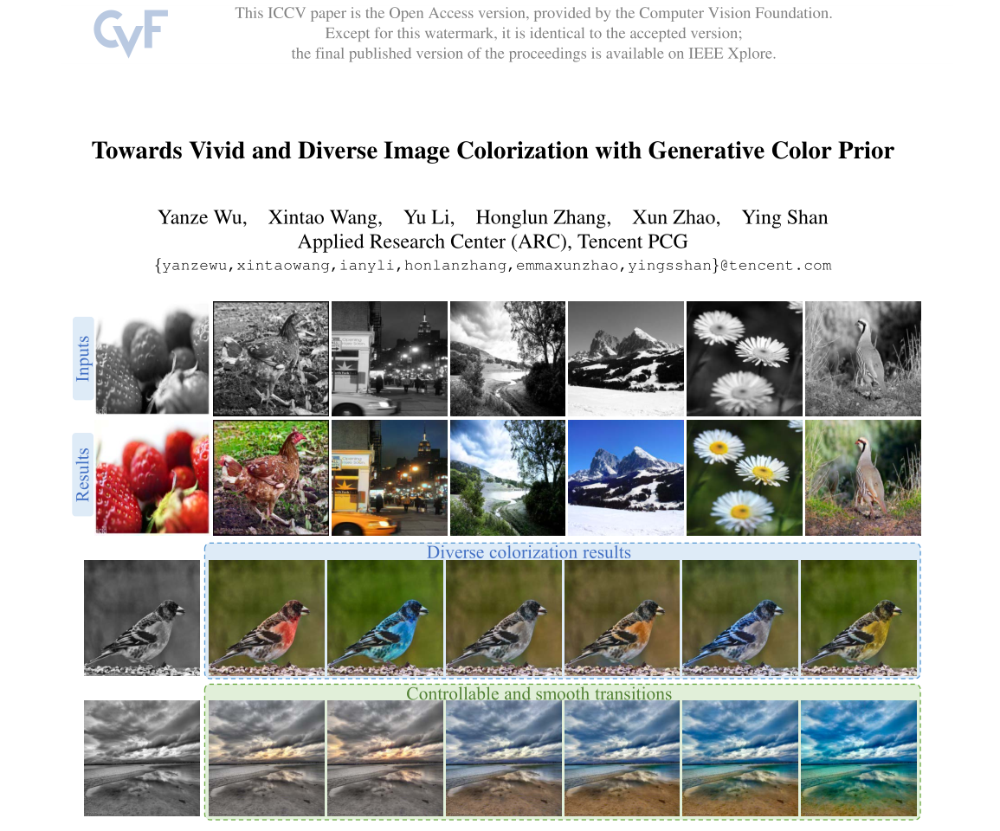 CVF
This ICCV paper is the Open Access version, provided by the Computer Vision Foundation.
Except for this watermark, it is identical to the accepted version;
the final published version of the proceedings is available on IEEE Xplore.
Towards Vivid and Diverse Image Colorization with Generative Color Prior
Yanze Wu, Xintao Wang, Yu Li, Honglun Zhang, Xun Zhao, Ying Shan
Applied Research Center (ARC), Tencent PCG
{yanzewu,xintaowang,ianyli,honlanzhang,emmaxunzhao,yingsshan}@tencent.com
Inputs
Results
Diverse colorization results
Controllable and smooth transitions